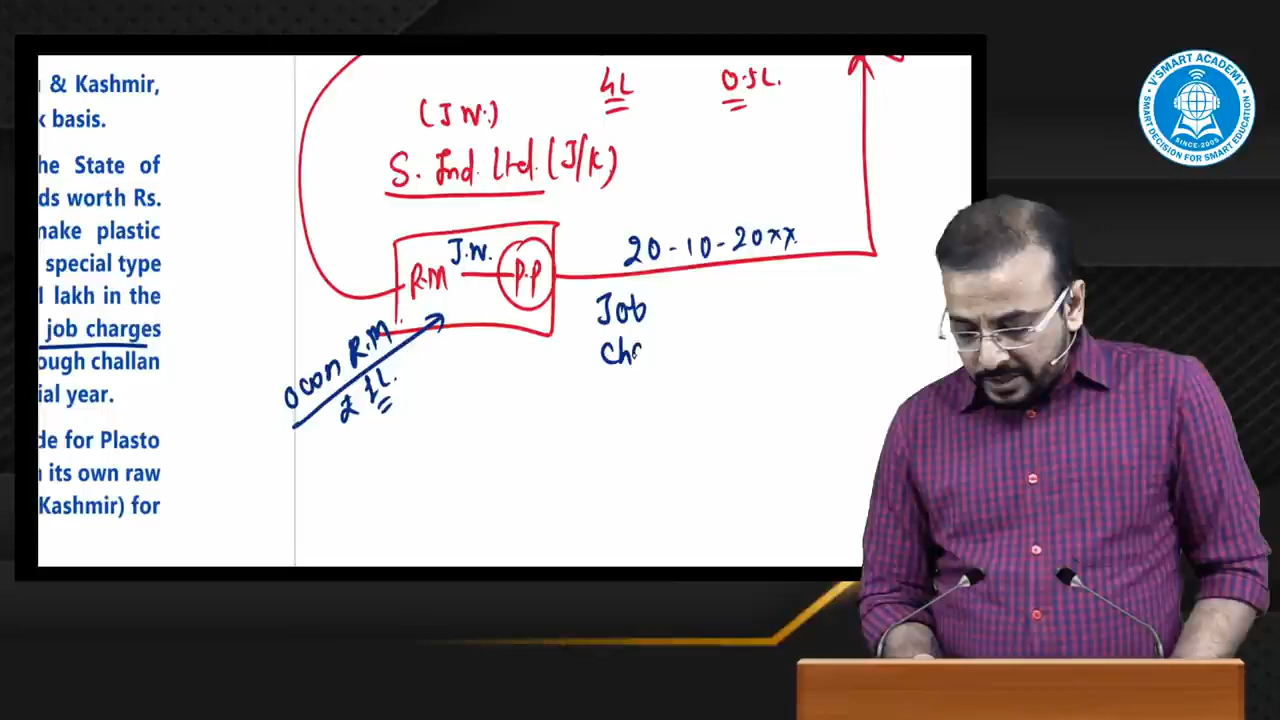 & Kashmir,
basis.
he State of
ds worth Rs.
make plastic
special type
lakh in the
job charges
ough challan
ial year.
de for Plasto
its own raw
Kashmir) for
4L
0.5L.
(J.W.)
S. Ind. Ltd. (J/K)
R.M
J.W.
P.P
20-10-20xx
Job
Ch
own R.M
1L.
V'SMART ACADEMY
SINCE-2005
SMART DECISION FOR SMART EDUCATION